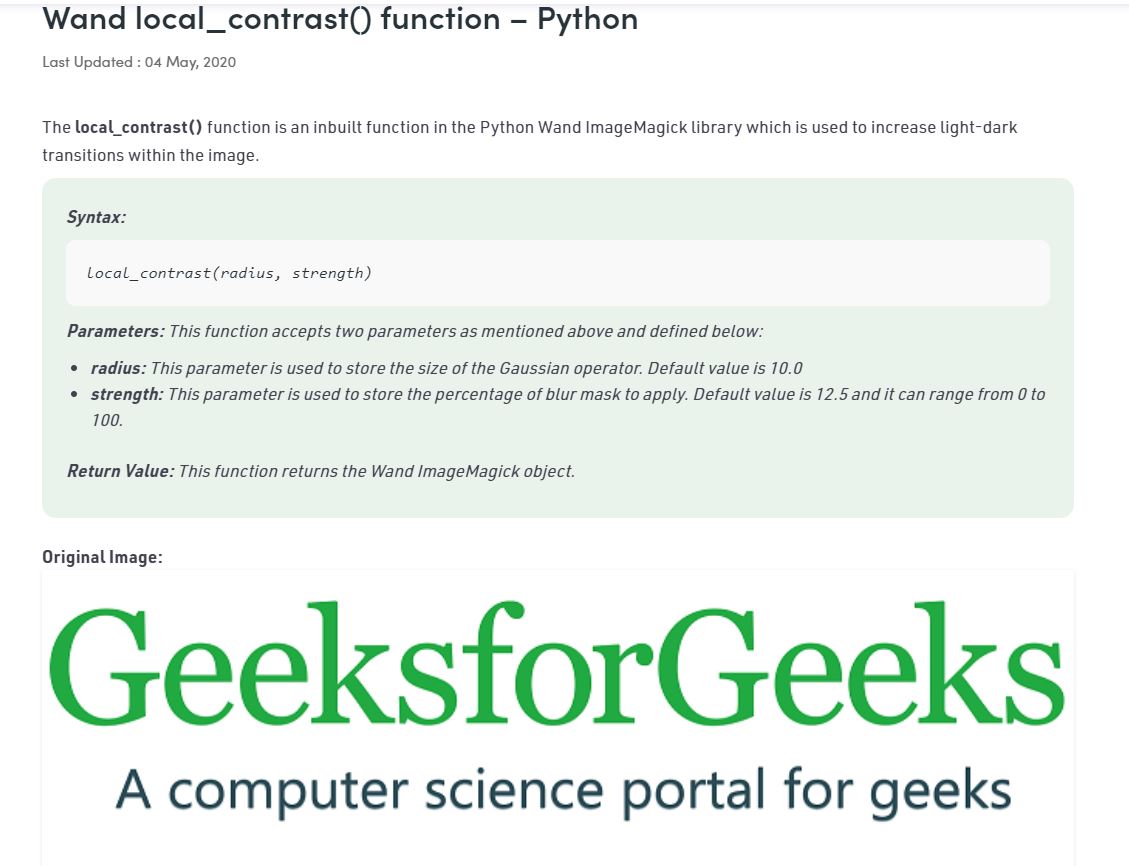 Wand local_contrast() function – Python
Last Updated : 04 May, 2020
The local_contrast() function is an inbuilt function in the Python Wand ImageMagick library which is used to increase light-dark
transitions within the image.
Syntax:
local_contrast(radius, strength)
Parameters: This function accepts two parameters as mentioned above and defined below:
• radius: This parameter is used to store the size of the Gaussian operator. Default value is 10.0
• strength: This parameter is used to store the percentage of blur mask to apply. Default value is 12.5 and it can range from 0 to
100.
Return Value: This function returns the Wand ImageMagick object.
Original Image:
GeeksforGeeks
A computer science portal for geeks